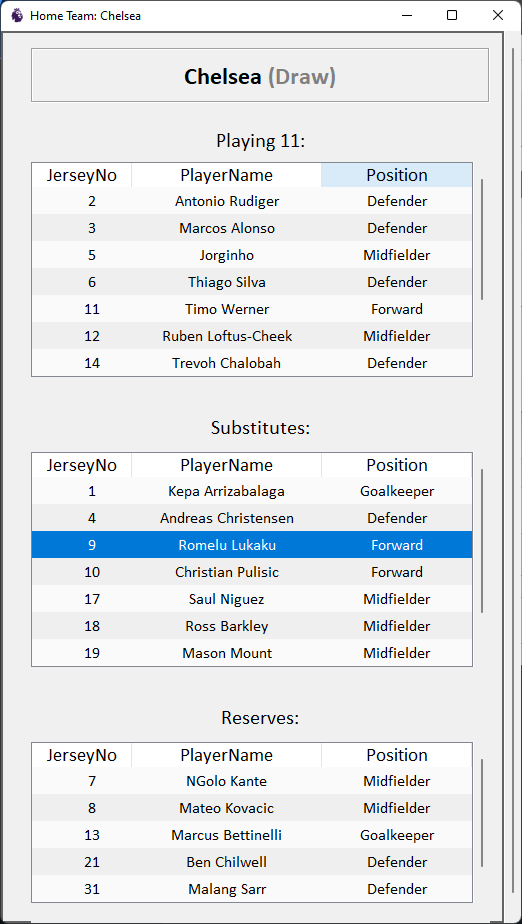 Home Team: Chelsea
Chelsea (Draw)
Playing 11:
JerseyNo PlayerName Position
2 Antonio Rudiger Defender
3 Marcos Alonso Defender
5 Jorginho Midfielder
6 Thiago Silva Defender
11 Timo Werner Forward
12 Ruben Loftus-Cheek Midfielder
14 Trevoh Chalobah Defender
Substitutes:
JerseyNo PlayerName Position
1 Kepa Arrizabalaga Goalkeeper
4 Andreas Christensen Defender
9 Romelu Lukaku Forward
10 Christian Pulisic Forward
17 Saul Niguez Midfielder
18 Ross Barkley Midfielder
19 Mason Mount Midfielder
Reserves:
JerseyNo PlayerName Position
7 NGolo Kante Midfielder
8 Mateo Kovacic Midfielder
13 Marcus Bettinelli Goalkeeper
21 Ben Chilwell Defender
31 Malang Sarr Defender